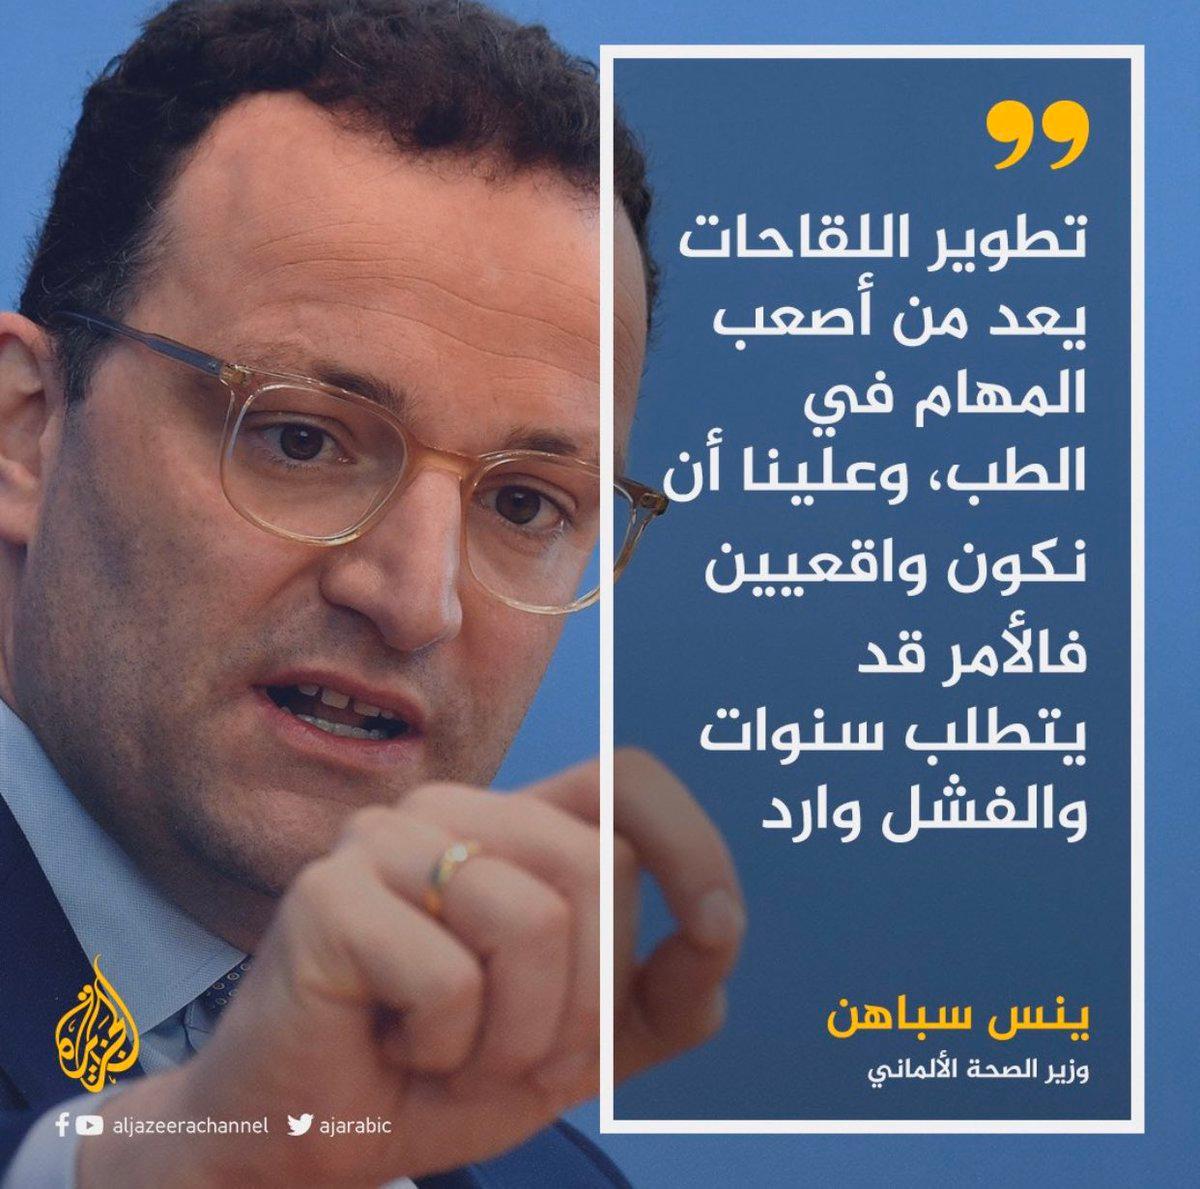 تطوير اللقاحات
يعد من أصعب
المهام في
الطب، وعلينا أن
نكون واقعيين
فالأمر قد
يتطلب سنوات
والفشل وارد
ينس سباهن
وزير الصحة الألماني
الجزيرة
aljazeerachannel ajarabic